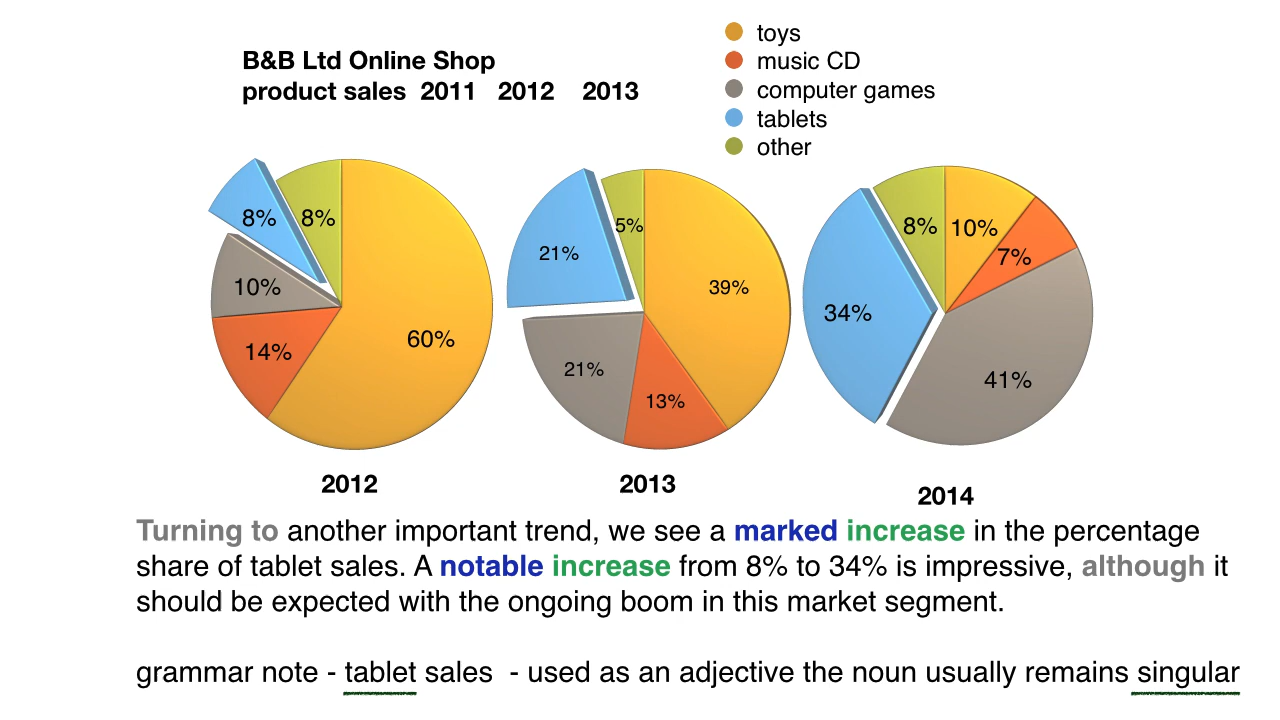 B&B Ltd Online Shop
product sales 2011 2012 2013
toys
music CD
computer games
tablets
other
8%
8%
10%
14%
60%
2012
5%
21%
39%
21%
13%
2013
8%
10%
7%
34%
41%
2014
Turning to another important trend, we see a marked increase in the percentage
share of tablet sales. A notable increase from 8% to 34% is impressive, although it
should be expected with the ongoing boom in this market segment.
grammar note - tablet sales - used as an adjective the noun usually remains singular